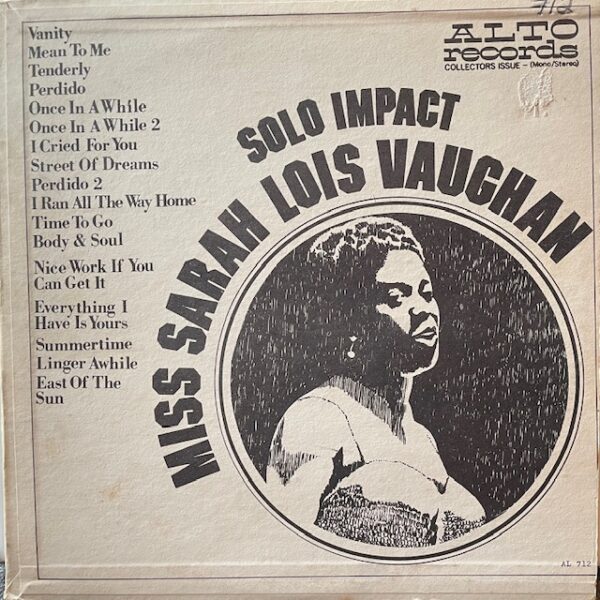 Vanity
Mean To Me
Tenderly
Perdido
Once In A While
Once In A While 2
I Cried For You
Street Of Dreams
Perdido 2
I Ran All The Way Home
Time To Go
Body & Soul
Nice Work If You
Can Get It
Everything I
Have Is Yours
Summertime
Linger Awhile
East Of The
Sun
ALTO
records
COLLECTORS ISSUE – (Mono/Stereo)
SOLO IMPACT
MISS SARAH LOIS VAUGHAN
AL 712